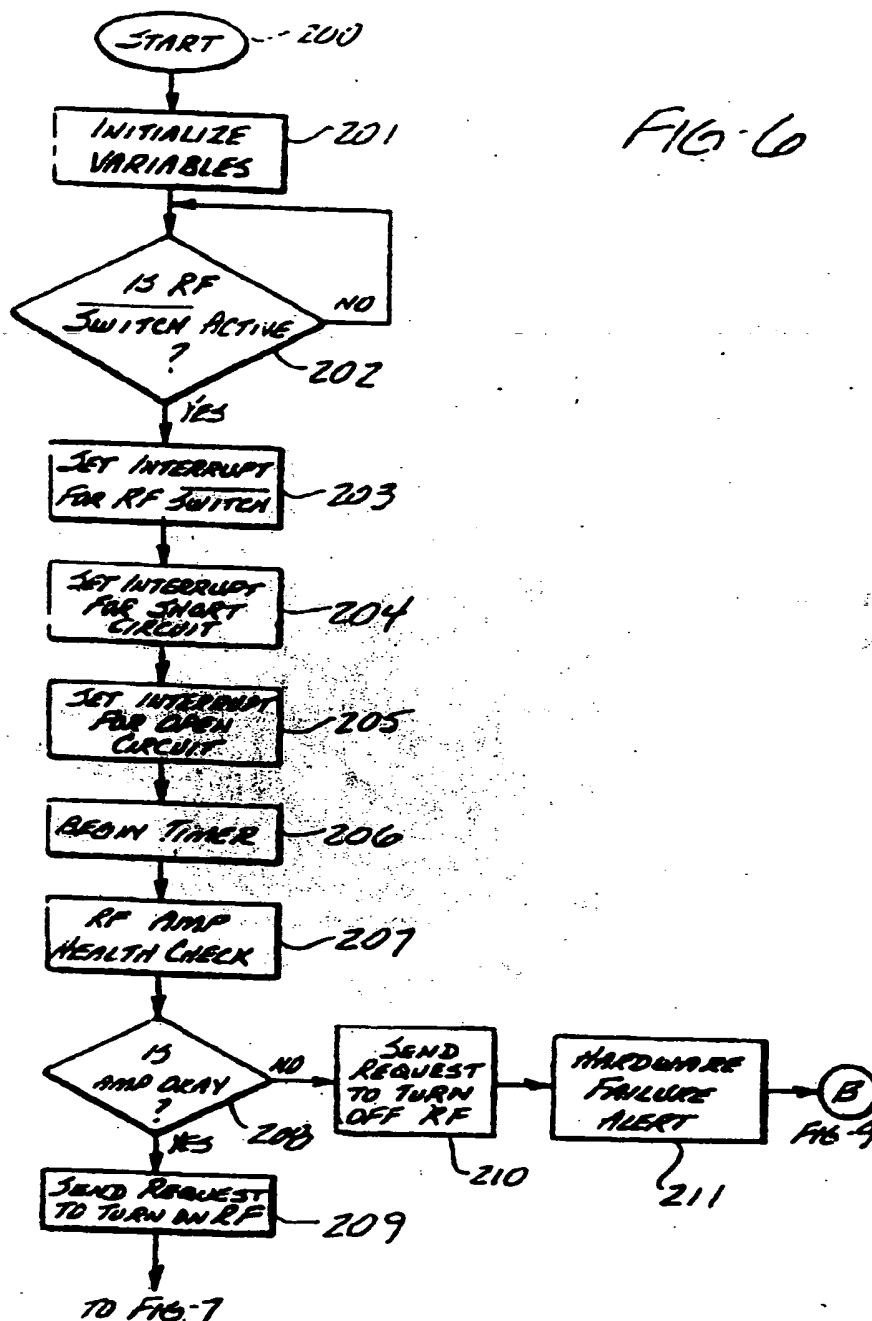 START
200
FIG-6
INITIALIZE
VARIABLES
201
IS RF
SWITCH ACTIVE
?
NO
202
YES
SET INTERRUPT
FOR RF SWITCH
203
SET INTERRUPT
FOR SHORT
CIRCUIT
204
SET INTERRUPT
FOR OPEN
CIRCUIT
205
BEGIN TIMER
206
RF AMP
HEALTH CHECK
207
IS
AMP OKAY
?
NO
208
YES
SEND
REQUEST
TO TURN
OFF RF
210
HARDWARE
FAILURE
ALERT
211
B
FIG-9
SEND REQUEST
TO TURN ON RF
209
TO FIG-7